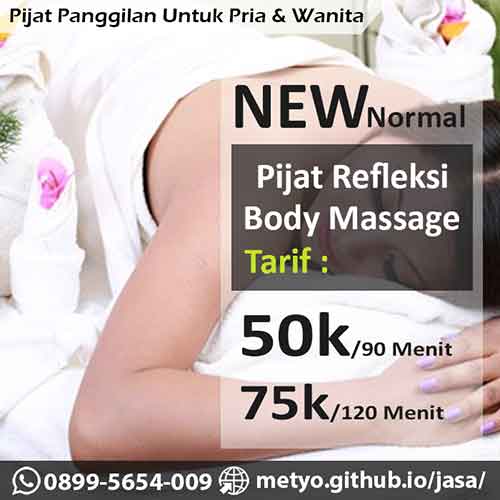 Pijat Panggilan Untuk Pria & Wanita
NEW Normal
Pijat Refleksi
Body Massage
Tarif :
50k/90 Menit
75k/120 Menit
0899-5654-009 metyo.github.io/jasa/